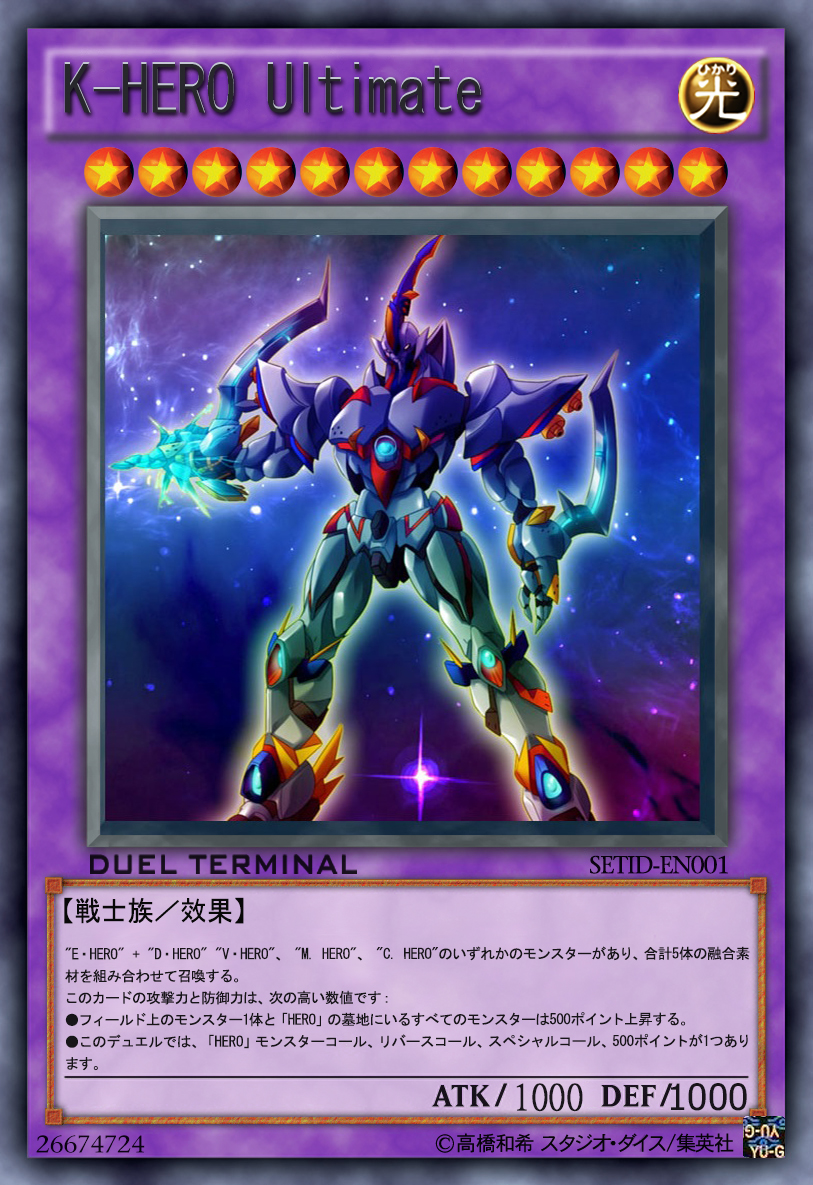 K-HERO Ultimate
ひかり
光
DUEL TERMINAL
SETID-EN001
【戦士族／効果】
"E・HERO" + "D・HERO" "V・HERO"、 "M. HERO"、 "C. HERO"のいずれかのモンスターがあり、合計5体の融合素
材を組み合わせて召喚する。
このカードの攻撃力と防御力は、次の高い数値です：
●フィールド上のモンスター1体と「HERO」の墓地にいるすべてのモンスターは500ポイント上昇する。
●このデュエルでは、「HERO」モンスターコール、リバースコール、スペシャルコール、500ポイントが1つあり
ます。
ATK/1000 DEF/1000
26674724
©高橋和希 スタジオ・ダイス/集英社
YU-G
YU-G